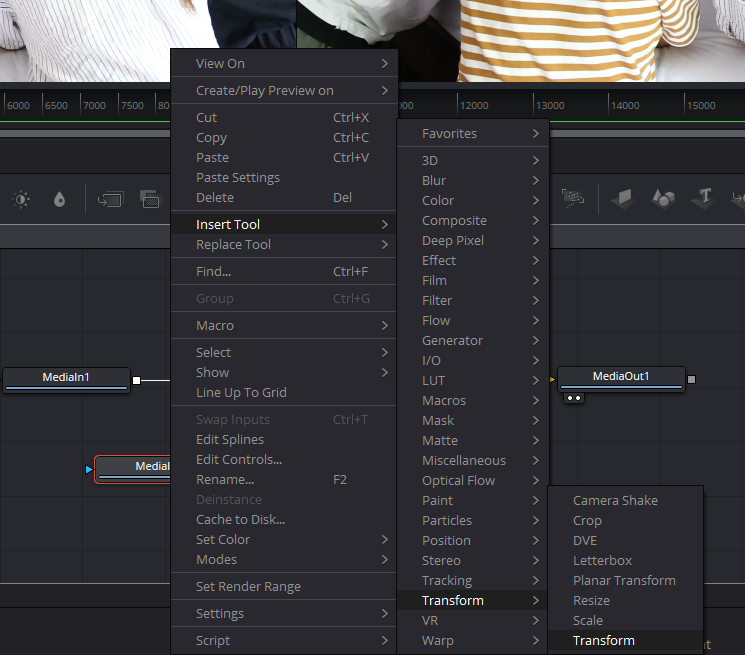 View On
Create/Play Preview on
6000 6500 7000 7500 12000 13000 14000 15000
Cut Ctrl+X
Copy Ctrl+C
Paste Ctrl+V
Paste Settings
Delete Del
Insert Tool
Replace Tool
Find... Ctrl+F
Group Ctrl+G
Macro
Select
Show
Line Up To Grid
Swap Inputs Ctrl+T
Edit Splines
Edit Controls...
Rename... F2
Deinstance
Cache to Disk...
Set Color
Modes
Set Render Range
Settings
Script
Favorites
3D
Blur
Color
Composite
Deep Pixel
Effect
Film
Filter
Flow
Generator
I/O
LUT
Macros
Mask
Matte
Miscellaneous
Optical Flow
Paint
Particles
Position
Stereo
Tracking
Transform
VR
Warp
Camera Shake
Crop
DVE
Letterbox
Planar Transform
Resize
Scale
Transform
MediaIn1
MediaOut1